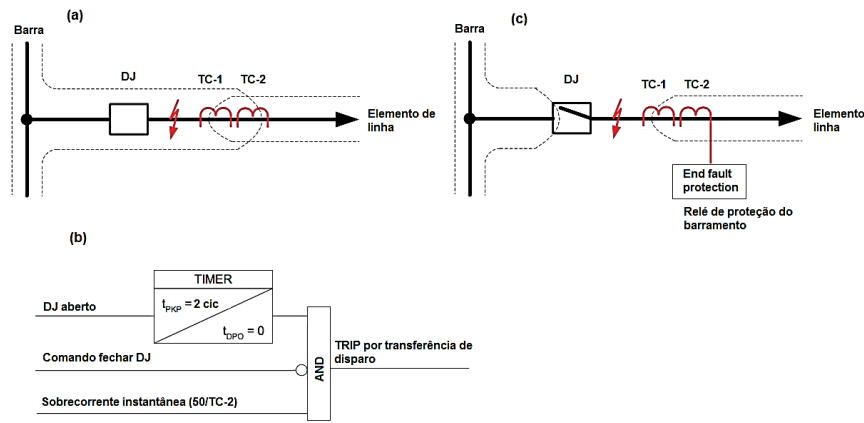 (a)
Barra
DJ
TC-1
TC-2
Elemento de
linha
(c)
Barra
DJ
TC-1
TC-2
Elemento de
linha
End fault
protection
Relé de proteção do
barramento
(b)
TIMER
DJ aberto
tPKP = 2 cic
tDPO = 0
Comando fechar DJ
AND
TRIP por transferência de
disparo
Sobrecorrente instantânea (50/TC-2)